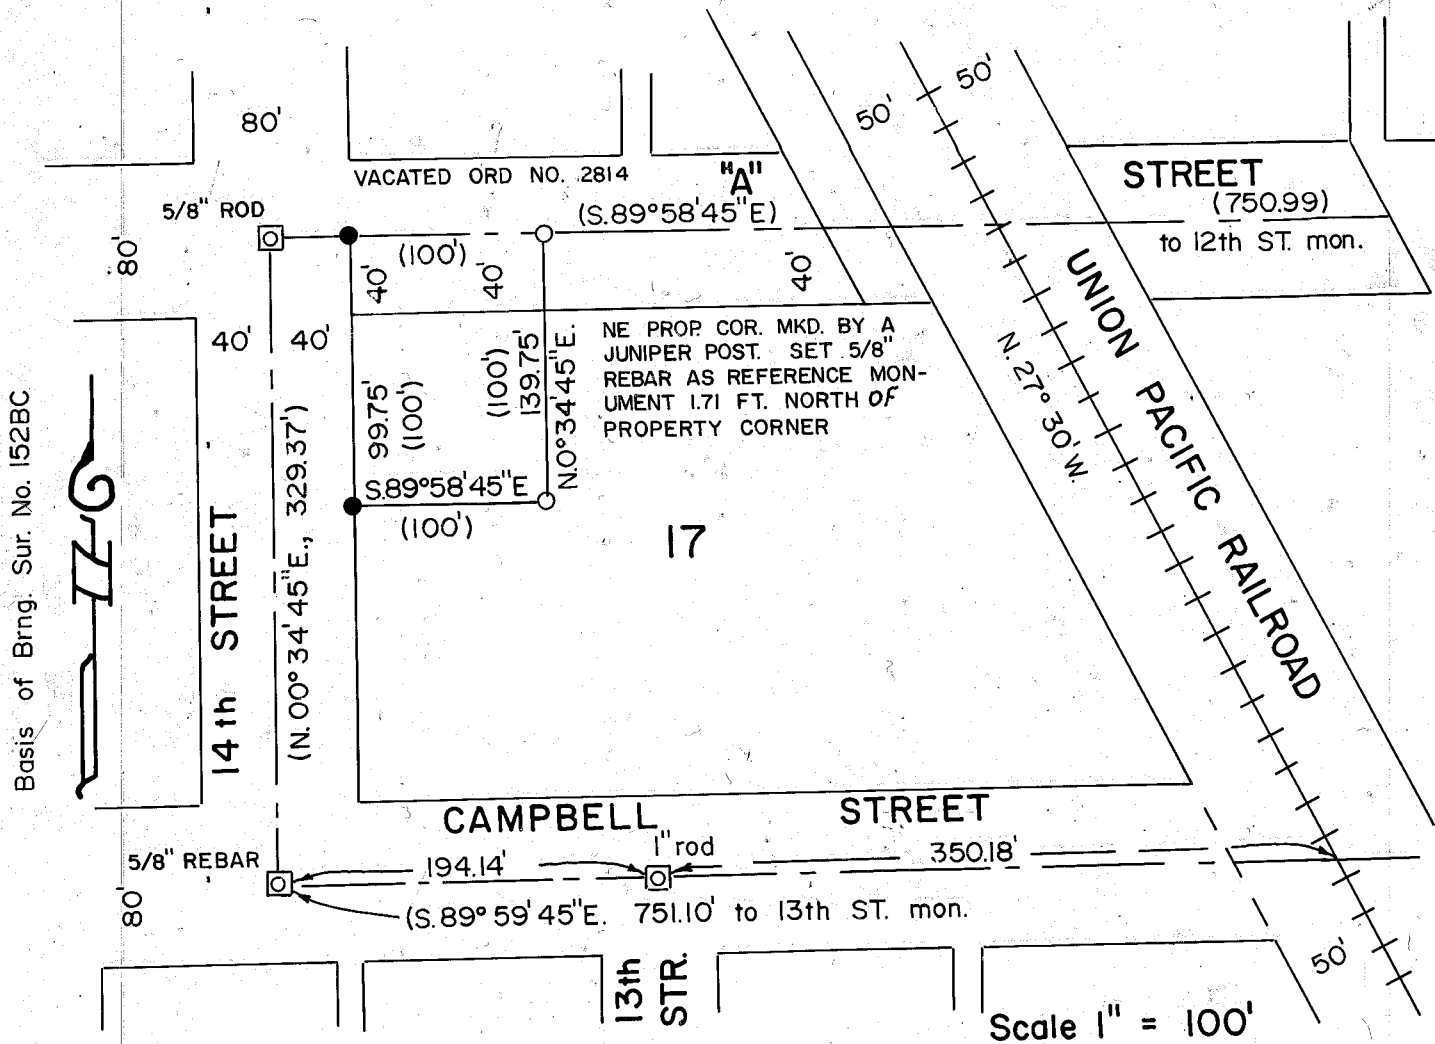 80'
50'
50'
VACATED ORD NO. 2814
"A"
STREET
5/8" ROD
(S.89°58'45"E)
(750.99)
to 12th ST. mon.
80'
(100')
40'
40'
40'
40'
40'
NE PROP. COR. MKD. BY A
JUNIPER POST. SET 5/8"
REBAR AS REFERENCE MON-
UMENT 1.71 FT. NORTH OF
PROPERTY CORNER
99.75'
(100')
(100')
139.75'
N.0°34'45"E.
S.89°58'45"E
(100')
17
UNION PACIFIC RAILROAD
N. 27° 30' W.
Basis of Brng. Sur. No. 152BC
14th STREET
(N. 00° 34' 45"E., 329.37')
CAMPBELL STREET
5/8" REBAR
194.14'
1" rod
350.18'
80'
(S. 89° 59' 45"E. 751.10' to 13th ST. mon.
13th
STR.
50'
Scale 1" = 100'